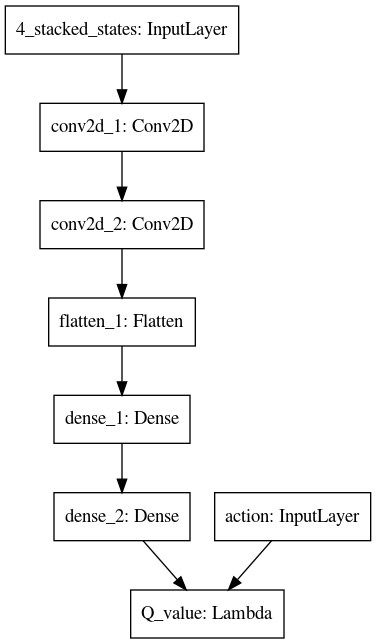 4_stacked_states: InputLayer
conv2d_1: Conv2D
conv2d_2: Conv2D
flatten_1: Flatten
dense_1: Dense
dense_2: Dense
action: InputLayer
Q_value: Lambda